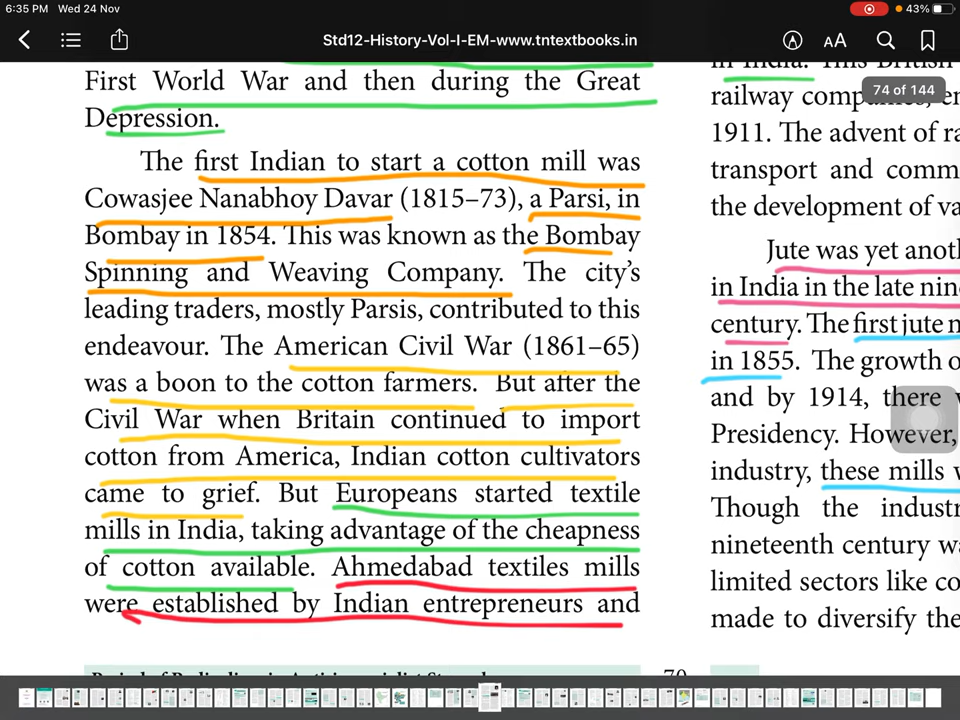 6:35 PM Wed 24 Nov
43%
Std12-History-Vol-I-EM-www.tntextbooks.in
AA
74 of 144
First World War and then during the Great
Depression.
The first Indian to start a cotton mill was
Cowasjee Nanabhoy Davar (1815–73), a Parsi, in
Bombay in 1854. This was known as the Bombay
Spinning and Weaving Company. The city's
leading traders, mostly Parsis, contributed to this
endeavour. The American Civil War (1861–65)
was a boon to the cotton farmers. But after the
Civil War when Britain continued to import
cotton from America, Indian cotton cultivators
came to grief. But Europeans started textile
mills in India, taking advantage of the cheapness
of cotton available. Ahmedabad textiles mills
were established by Indian entrepreneurs and
in India. This British
railway
1911. The advent of ra
transport and comm
the development of va
Jute was yet anoth
in India in the late nine
century. The first jute m
in 1855. The growth o
and by 1914, there
Presidency. However,
industry, these mills
Though the industr
nineteenth century wa
limited sectors like co
made to diversify the